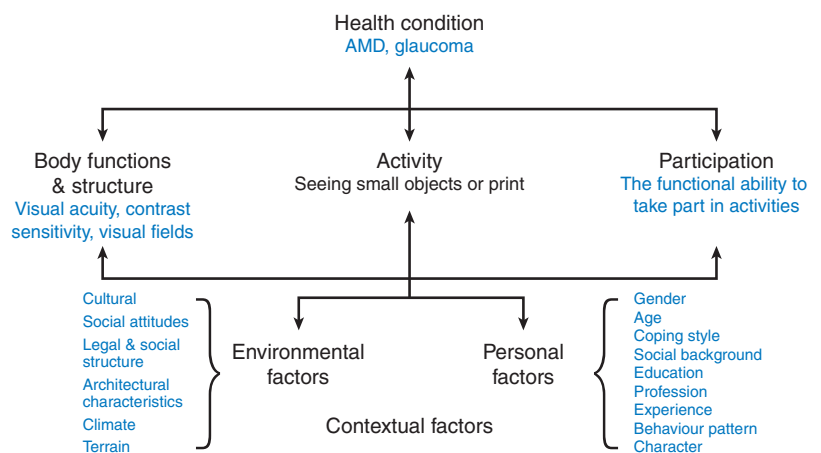 Health condition
AMD, glaucoma
Body functions
& structure
Visual acuity, contrast
sensitivity, visual fields
Activity
Seeing small objects or print
Participation
The functional ability to
take part in activities
Cultural
Social attitudes
Legal & social
structure
Architectural
characteristics
Climate
Terrain
Environmental
factors
Personal
factors
Contextual factors
Gender
Age
Coping style
Social background
Education
Profession
Experience
Behaviour pattern
Character